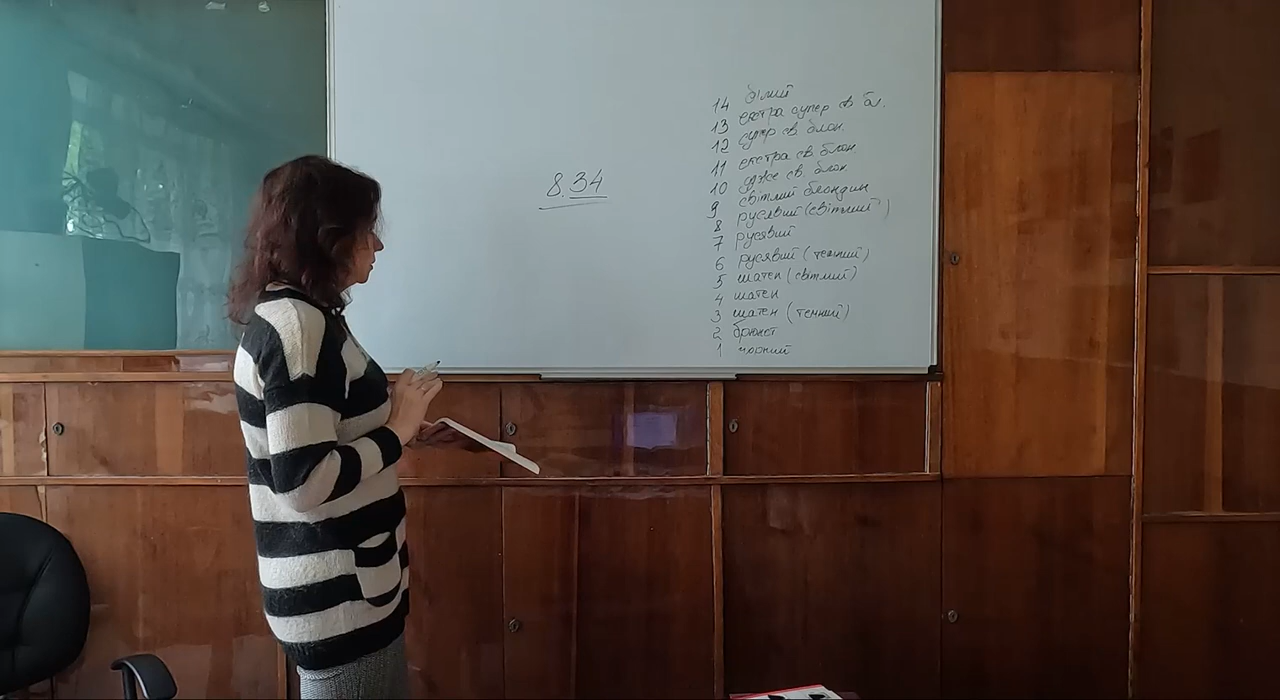 8.34
14 білий
13 екстра супер св бл.
12 супер св. блон.
11 екстра св. блон.
10 дуже св. блон
9 світлий блондин
8 русявий (світлий)
7 русявий
6 русявий (темний)
5 шатен (світлий)
4 шатен
3 шатен (темний)
2 брюнет
1 чорний